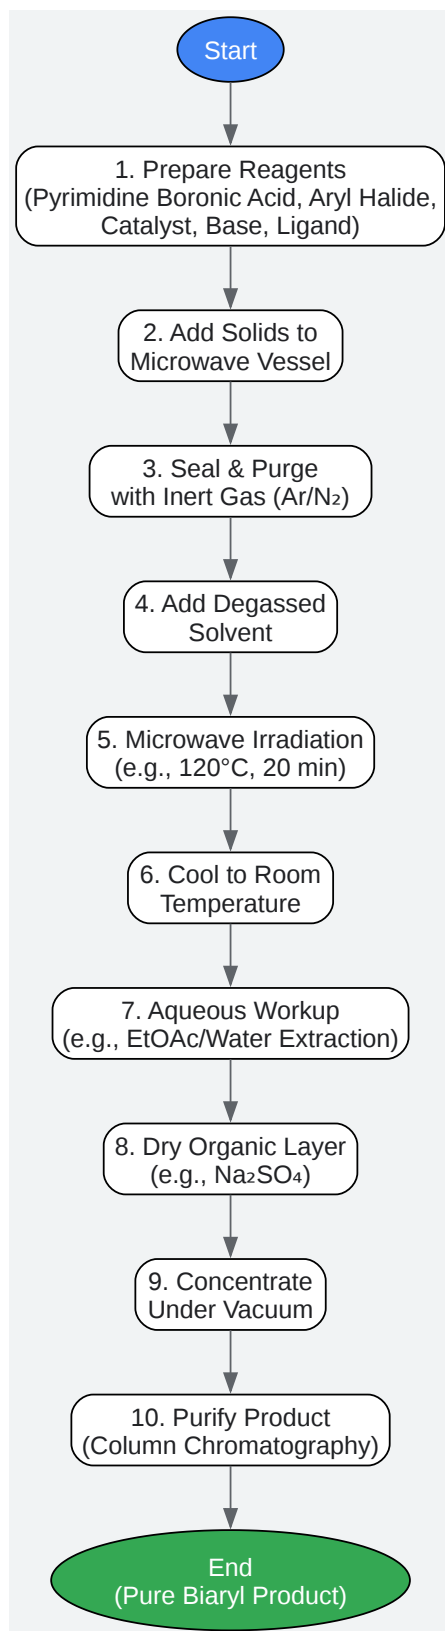 Start
1. Prepare Reagents
(Pyrimidine Boronic Acid, Aryl Halide,
Catalyst, Base, Ligand)
2. Add Solids to
Microwave Vessel
3. Seal & Purge
with Inert Gas (Ar/N₂)
4. Add Degassed
Solvent
5. Microwave Irradiation
(e.g., 120°C, 20 min)
6. Cool to Room
Temperature
7. Aqueous Workup
(e.g., EtOAc/Water Extraction)
8. Dry Organic Layer
(e.g., Na₂SO₄)
9. Concentrate
Under Vacuum
10. Purify Product
(Column Chromatography)
End
(Pure Biaryl Product)